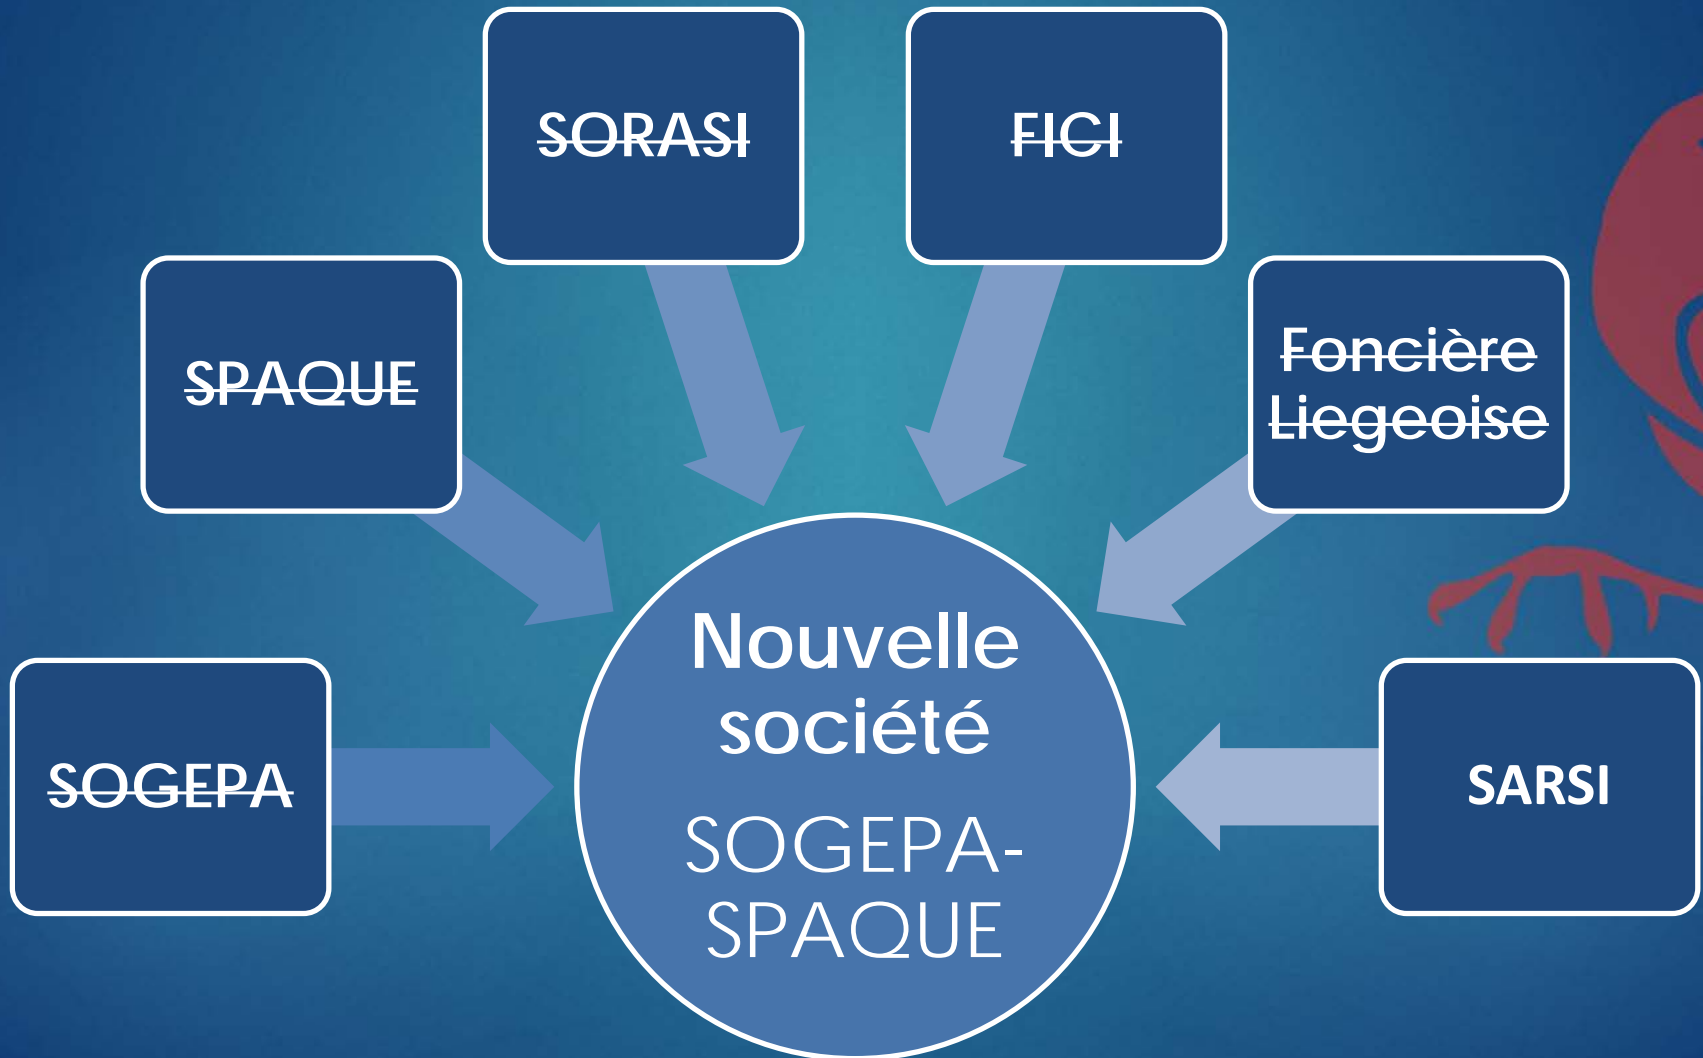 SORASI
FICI
SPAQUE
Foncière
Liegeoise
SOGEPA
Nouvelle
société
SOGEPA-
SPAQUE
SARSI